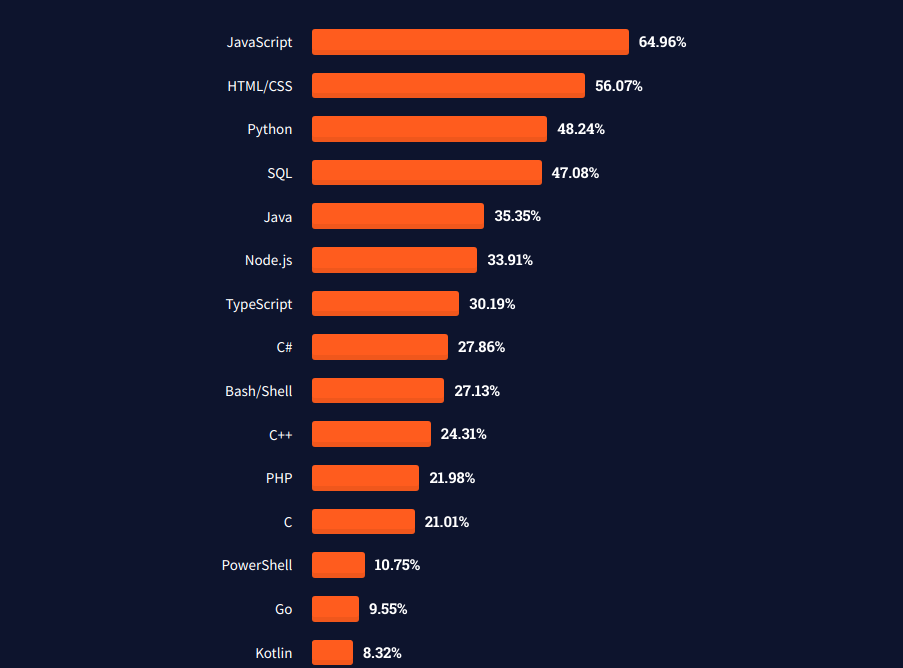 JavaScript 64.96%
HTML/CSS 56.07%
Python 48.24%
SQL 47.08%
Java 35.35%
Node.js 33.91%
TypeScript 30.19%
C# 27.86%
Bash/Shell 27.13%
C++ 24.31%
PHP 21.98%
C 21.01%
PowerShell 10.75%
Go 9.55%
Kotlin 8.32%